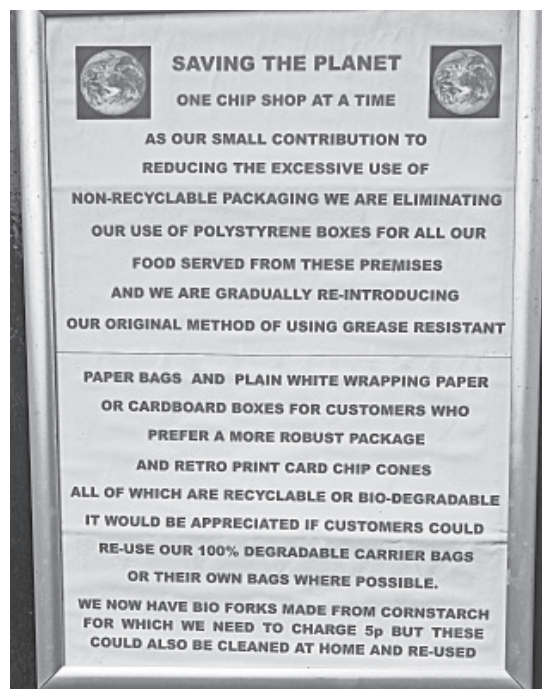 SAVING THE PLANET
ONE CHIP SHOP AT A TIME
AS OUR SMALL CONTRIBUTION TO
REDUCING THE EXCESSIVE USE OF
NON-RECYCLABLE PACKAGING WE ARE ELIMINATING
OUR USE OF POLYSTYRENE BOXES FOR ALL OUR
FOOD SERVED FROM THESE PREMISES
AND WE ARE GRADUALLY RE-INTRODUCING
OUR ORIGINAL METHOD OF USING GREASE RESISTANT
PAPER BAGS AND PLAIN WHITE WRAPPING PAPER
OR CARDBOARD BOXES FOR CUSTOMERS WHO
PREFER A MORE ROBUST PACKAGE
AND RETRO PRINT CARD CHIP CONES
ALL OF WHICH ARE RECYCLABLE OR BIO-DEGRADABLE
IT WOULD BE APPRECIATED IF CUSTOMERS COULD
RE-USE OUR 100% DEGRADABLE CARRIER BAGS
OR THEIR OWN BAGS WHERE POSSIBLE.
WE NOW HAVE BIO FORKS MADE FROM CORNSTARCH
FOR WHICH WE NEED TO CHARGE 5p BUT THESE
COULD ALSO BE CLEANED AT HOME AND RE-USED